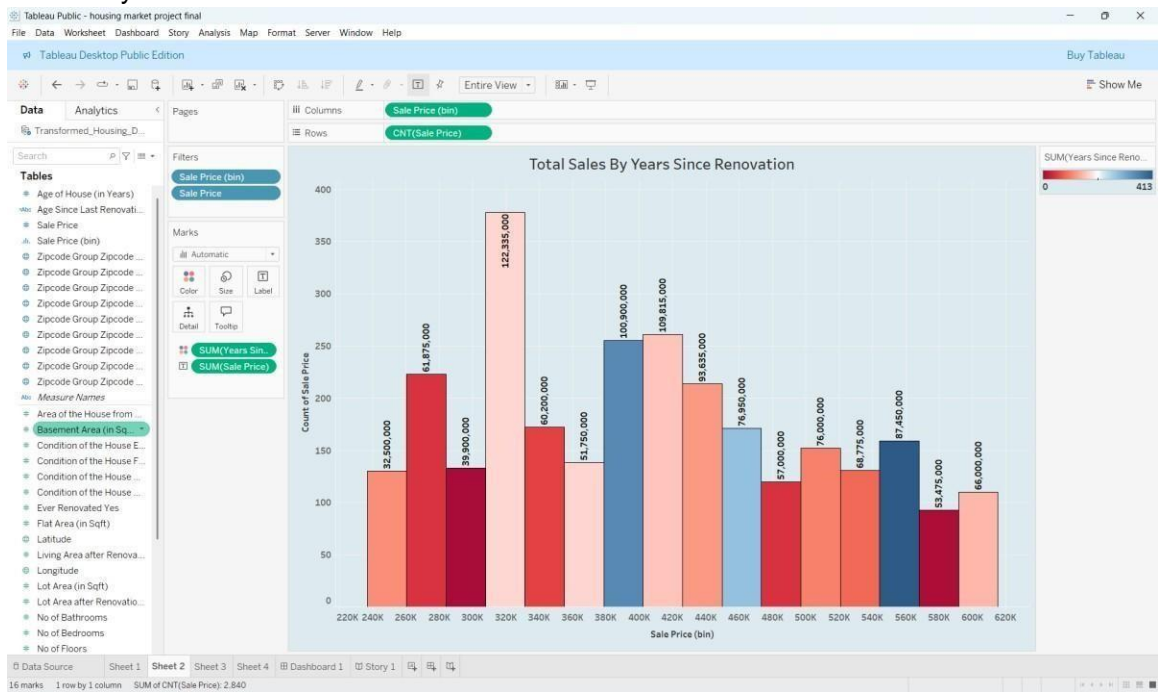 Tableau Public - housing market project final
File Data Worksheet Dashboard Story Analysis Map Format Server Window Help
Tableau Desktop Public Edition
Buy Tableau
Entire View
Show Me
Data Analytics
Transformed_Housing_D...
Search
Tables
Age of House (in Years)
Abc Age Since Last Renovati...
Sale Price
Sale Price (bin)
Zipcode Group Zipcode ...
Zipcode Group Zipcode ...
Zipcode Group Zipcode ...
Zipcode Group Zipcode ...
Zipcode Group Zipcode ...
Zipcode Group Zipcode ...
Zipcode Group Zipcode ...
Zipcode Group Zipcode ...
Zipcode Group Zipcode ...
Abc Measure Names
Area of the House from ...
Basement Area (in Sq...
Condition of the House E...
Condition of the House F...
Condition of the House ...
Condition of the House ...
Ever Renovated Yes
Flat Area (in Sqft)
Latitude
Living Area after Renova...
Longitude
Lot Area (in Sqft)
Lot Area after Renovatio...
No of Bathrooms
No of Bedrooms
No of Floors
Pages
Filters
Sale Price (bin)
Sale Price
Marks
Automatic
Color Size Label
Detail Tooltip
SUM(Years Sin..
SUM(Sale Price)
Columns Sale Price (bin)
Rows CNT(Sale Price)
Total Sales By Years Since Renovation
Count of Sale Price
400
350
300
250
200
150
100
50
0
32,500,000
61,875,000
39,900,000
122,335,000
60,200,000
51,750,000
100,900,000
109,815,000
93,635,000
76,950,000
57,000,000
76,000,000
68,775,000
87,450,000
53,475,000
66,000,000
220K 240K 260K 280K 300K 320K 340K 360K 380K 400K 420K 440K 460K 480K 500K 520K 540K 560K 580K 600K 620K
Sale Price (bin)
SUM(Years Since Reno...
0 413
Data Source Sheet 1 Sheet 2 Sheet 3 Sheet 4 Dashboard 1 Story 1
16 marks 1 row by 1 column SUM of CNT(Sale Price): 2,840